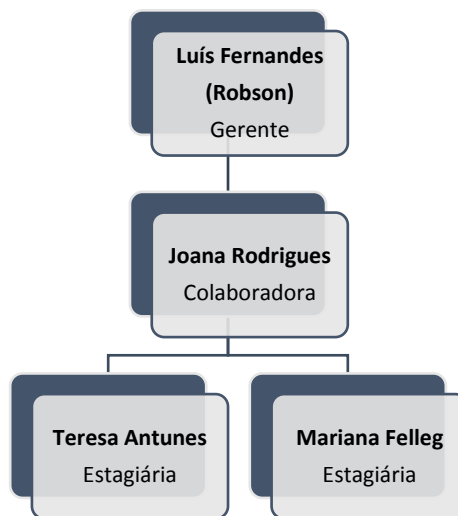 Luís Fernandes
(Robson)
Gerente
Joana Rodrigues
Colaboradora
Teresa Antunes
Estagiária
Mariana Felleg
Estagiária